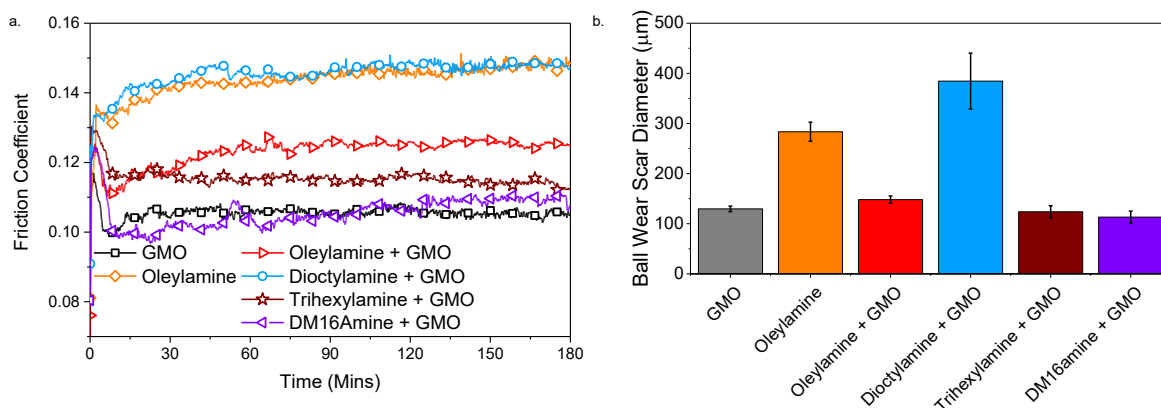 a.
Friction Coefficient
0.16
0.14
0.12
0.10
0.08
GMO
Oleylamine
Oleylamine + GMO
Dioctylamine + GMO
Trihexylamine + GMO
DM16Amine + GMO
0
30
60
90
120
150
180
Time (Mins)
b.
Ball Wear Scar Diameter (μm)
500
400
300
200
100
0
GMO
Oleylamine
Oleylamine + GMO
Dioctylamine + GMO
Trihexylamine + GMO
DM16amine + GMO